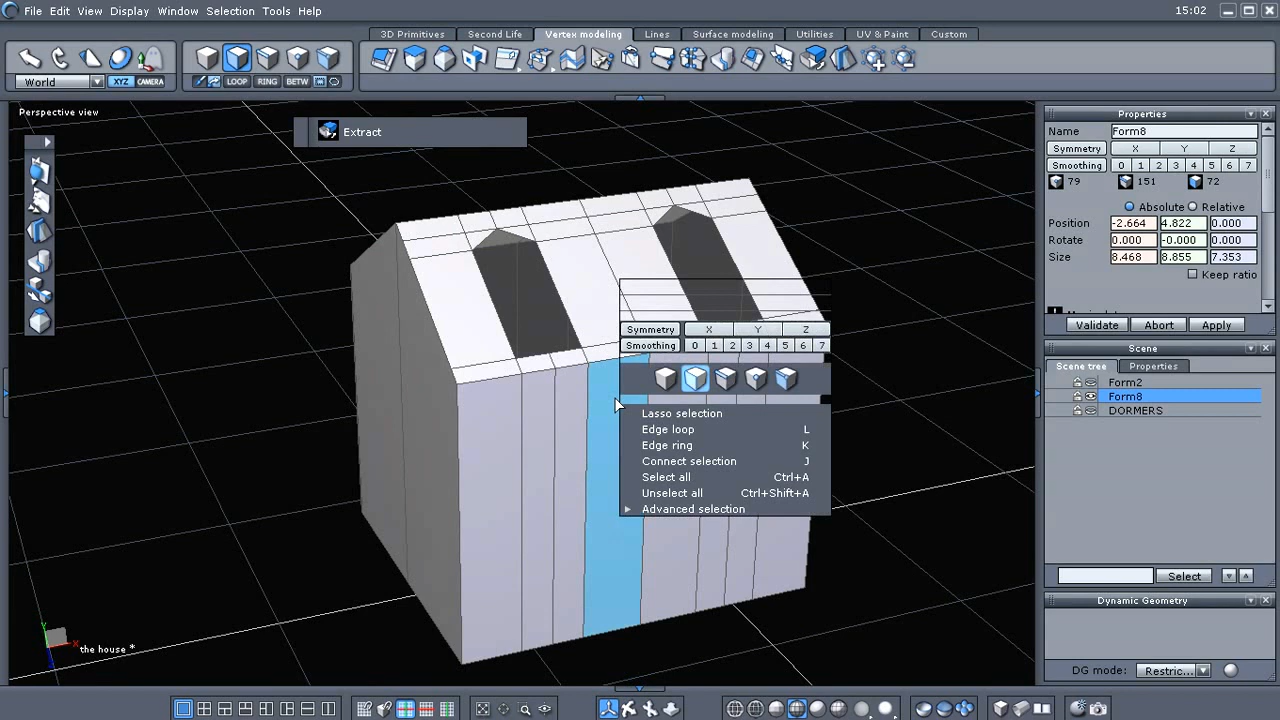 File Edit View Display Window Selection Tools Help 15:02
3D Primitives Second Life Vertex modeling Lines Surface modeling Utilities UV & Paint Custom
World XYZ CAMERA LOOP RING BETW
Perspective view
Extract
Properties
Name Form8
Symmetry X Y Z
Smoothing 0 1 2 3 4 5 6 7
79 151 72
Absolute Relative
Position -2.664 4.822 0.000
Rotate 0.000 -0.000 0.000
Size 8.468 8.855 7.353
Keep ratio
Validate Abort Apply
Scene
Scene tree Properties
Form2
Form8
DORMERS
Select
Dynamic Geometry
DG mode: Restric...
Symmetry X Y Z
Smoothing 0 1 2 3 4 5 6 7
Lasso selection
Edge loop L
Edge ring K
Connect selection J
Select all Ctrl+A
Unselect all Ctrl+Shift+A
Advanced selection
Y
X
the house *